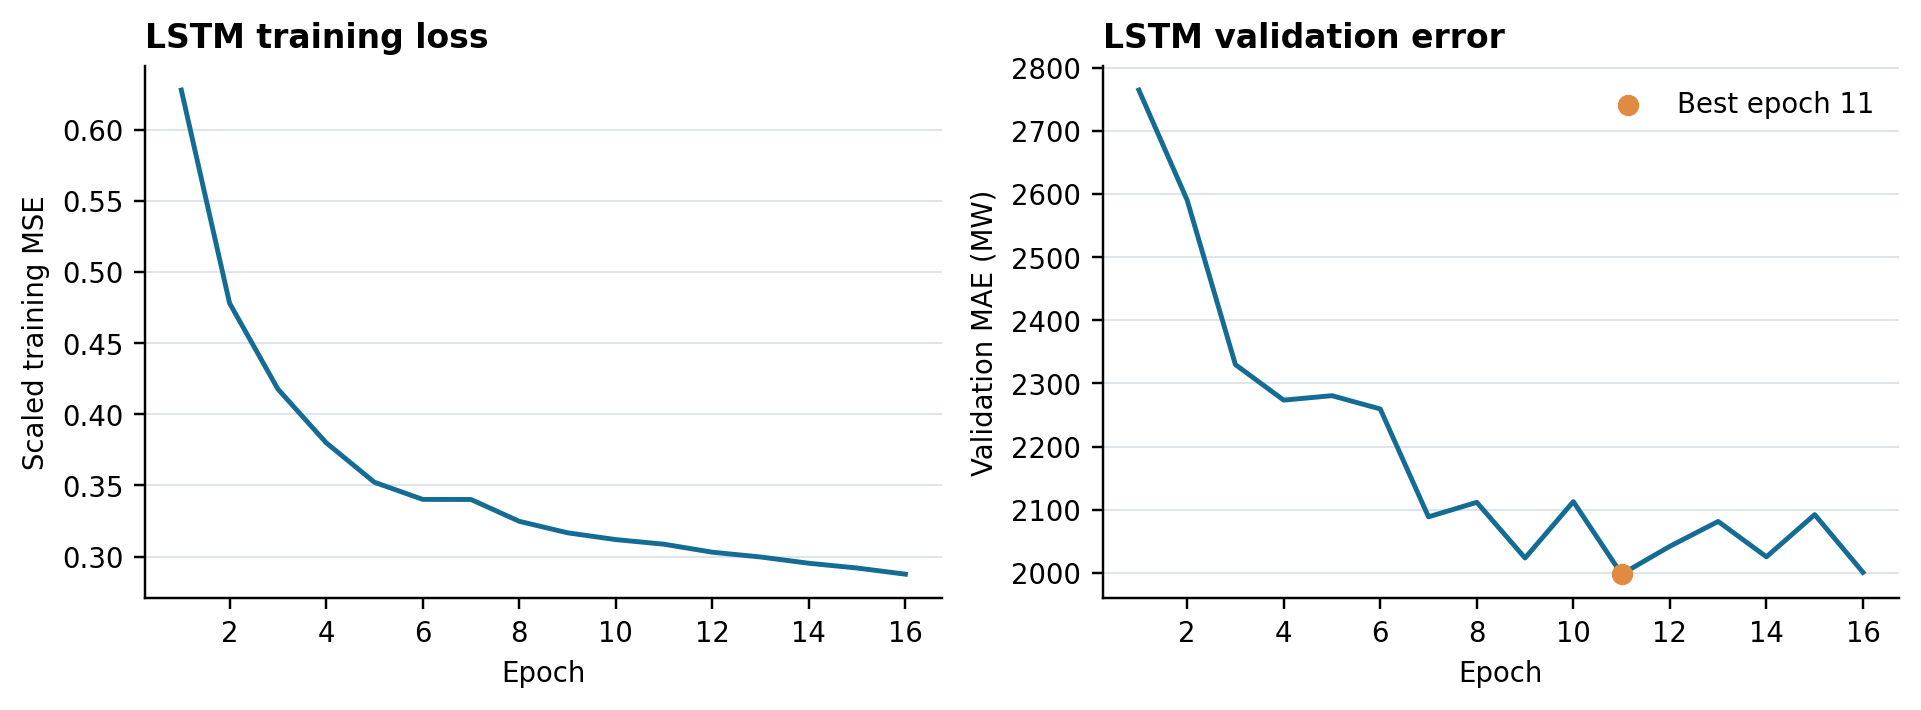 LSTM training loss
Scaled training MSE
0.60
0.55
0.50
0.45
0.40
0.35
0.30
2 4 6 8 10 12 14 16
Epoch
LSTM validation error
Validation MAE (MW)
2800
2700
2600
2500
2400
2300
2200
2100
2000
Best epoch 11
2 4 6 8 10 12 14 16
Epoch